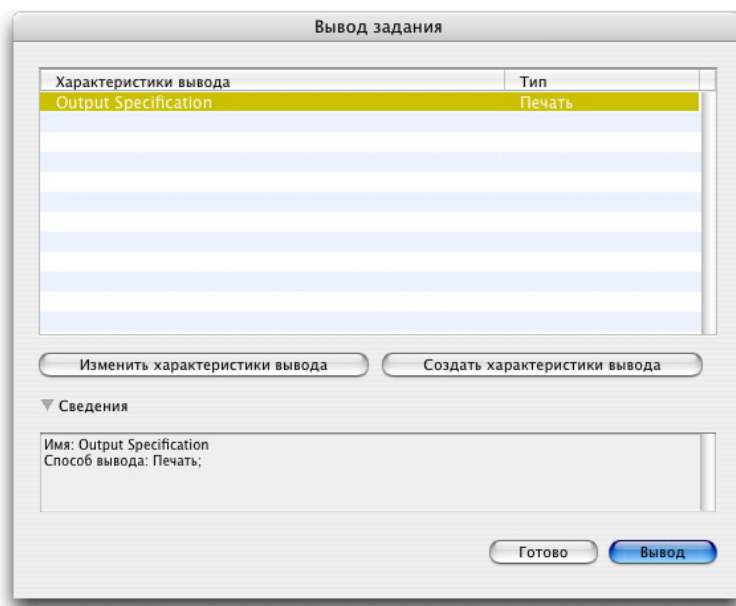 Вывод задания
Характеристики вывода Тип
Output Specification Печать
Изменить характеристики вывода Создать характеристики вывода
Сведения
Имя: Output Specification
Способ вывода: Печать;
Готово Вывод